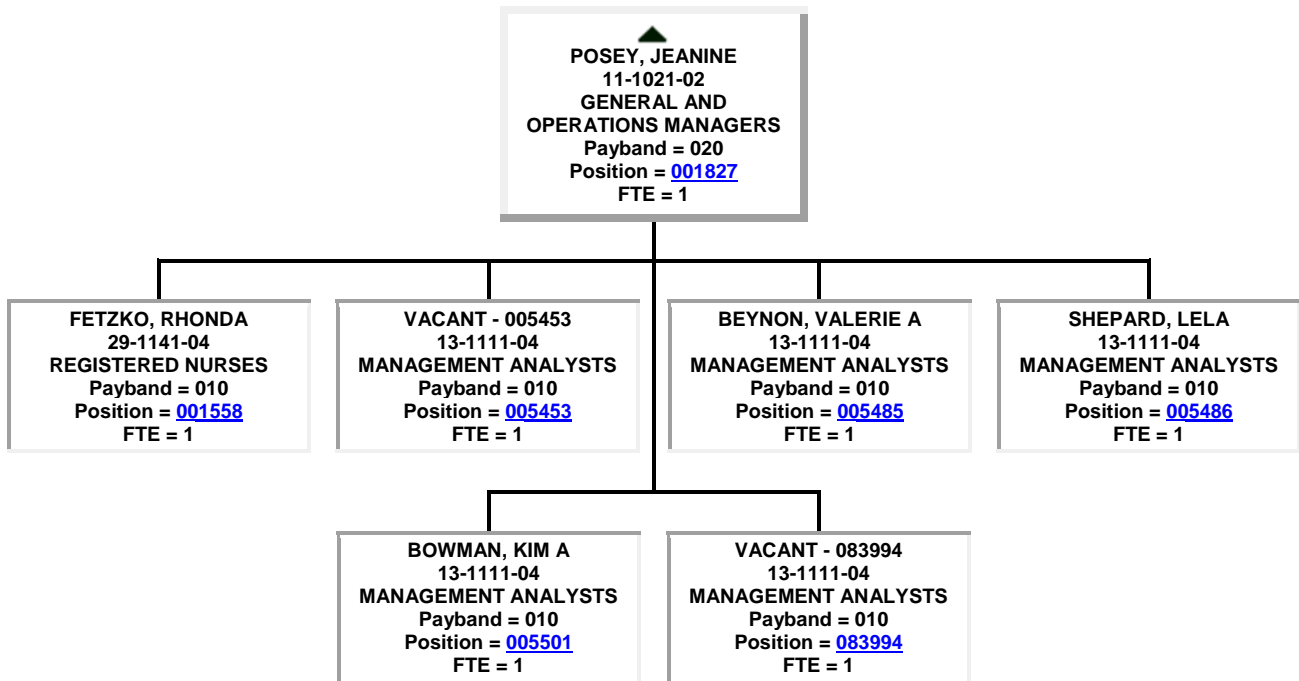 POSEY, JEANINE
11-1021-02
GENERAL AND
OPERATIONS MANAGERS
Payband = 020
Position = 001827
FTE = 1
FETZKO, RHONDA
29-1141-04
REGISTERED NURSES
Payband = 010
Position = 001558
FTE = 1
VACANT - 005453
13-1111-04
MANAGEMENT ANALYSTS
Payband = 010
Position = 005453
FTE = 1
BEYNON, VALERIE A
13-1111-04
MANAGEMENT ANALYSTS
Payband = 010
Position = 005485
FTE = 1
SHEPARD, LELA
13-1111-04
MANAGEMENT ANALYSTS
Payband = 010
Position = 005486
FTE = 1
BOWMAN, KIM A
13-1111-04
MANAGEMENT ANALYSTS
Payband = 010
Position = 005501
FTE = 1
VACANT - 083994
13-1111-04
MANAGEMENT ANALYSTS
Payband = 010
Position = 083994
FTE = 1